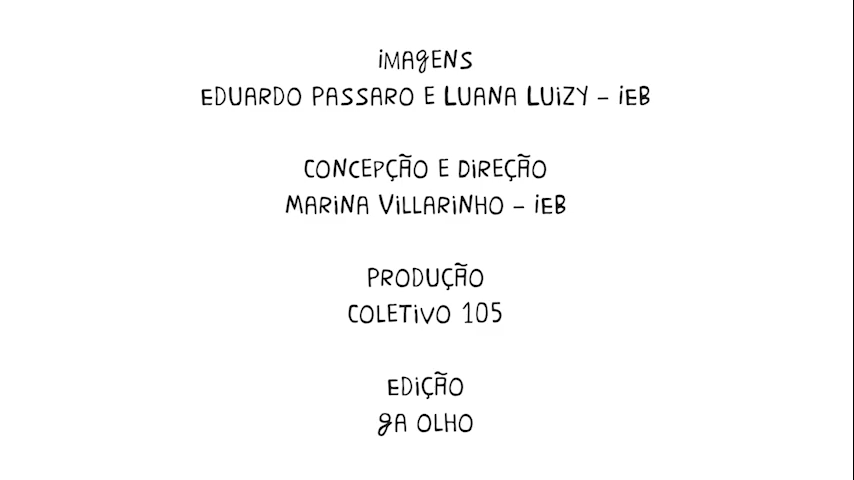 iMAgENS
EDUARDO PASSARO E LUANA LUiZY – iEB
CONCEPÇÃO E DiREÇÃO
MARiNA ViLLARiNHO – iEB
PRODUÇÃO
COLETiVO 105
EDiÇÃO
gA OLHO